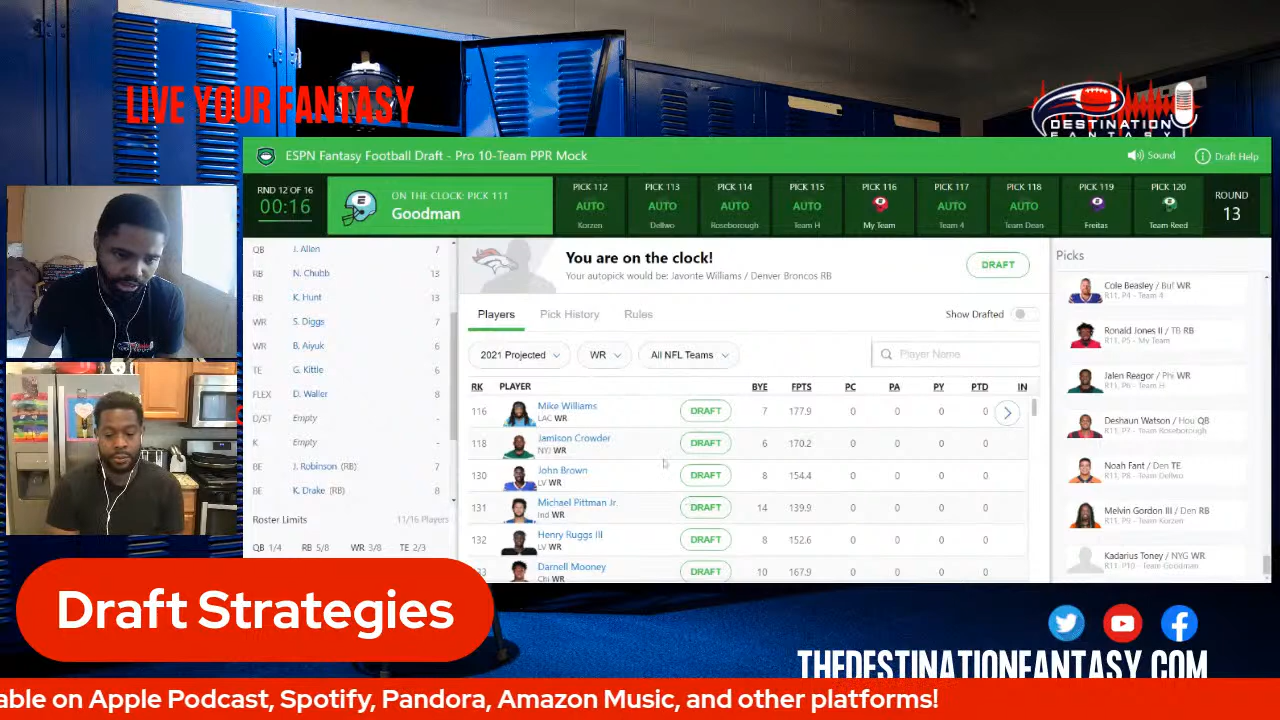 LIVE YOUR FANTASY
DESTINATION
FANTASY
ESPN Fantasy Football Draft - Pro 10-Team PPR Mock
Sound
Draft Help
RND 12 OF 16
00:16
ON THE CLOCK: PICK 111
Goodman
PICK 112
AUTO
Korzen
PICK 113
AUTO
Dellwo
PICK 114
AUTO
Roseborough
PICK 115
AUTO
Team H
PICK 116
My Team
PICK 117
AUTO
Team 4
PICK 118
AUTO
Team Dean
PICK 119
Freitas
PICK 120
Team Reed
ROUND
13
QB J. Allen 7
RB N. Chubb 13
RB K. Hunt 13
WR S. Diggs 7
WR B. Aiyuk 6
TE G. Kittle 6
FLEX D. Waller 8
D/ST Empty -
K Empty -
BE J. Robinson (RB) 7
BE K. Drake (RB) 8
Roster Limits 11/16 Players
QB 1/4 RB 5/8 WR 3/8 TE 2/3
You are on the clock!
Your autopick would be: Javonte Williams / Denver Broncos RB
DRAFT
Players Pick History Rules
Show Drafted
2021 Projected WR All NFL Teams
Player Name
RK PLAYER BYE FPTS PC PA PY PTD IN
116 Mike Williams DRAFT 7 177.9 0 0 0 0
LAC WR
118 Jamison Crowder DRAFT 6 170.2 0 0 0 0
NYJ WR
130 John Brown DRAFT 8 154.4 0 0 0 0
LV WR
131 Michael Pittman Jr. DRAFT 14 139.9 0 0 0 0
Ind WR
132 Henry Ruggs III DRAFT 8 152.6 0 0 0 0
LV WR
Darnell Mooney DRAFT 10 167.9 0 0 0 0
Chi WR
Picks
Cole Beasley / Buf WR
R11, P4 - Team 4
Ronald Jones II / TB RB
R11, P5 - My Team
Jalen Reagor / Phi WR
R11, P6 - Team H
Deshaun Watson / Hou QB
R11, P7 - Team Roseborough
Noah Fant / Den TE
R11, P8 - Team Dellwo
Melvin Gordon III / Den RB
R11, P9 - Team Korzen
Kadarius Toney / NYG WR
R11, P10 - Team Goodman
Draft Strategies
THEDESTINATIONFANTASY.COM
able on Apple Podcast, Spotify, Pandora, Amazon Music, and other platforms!